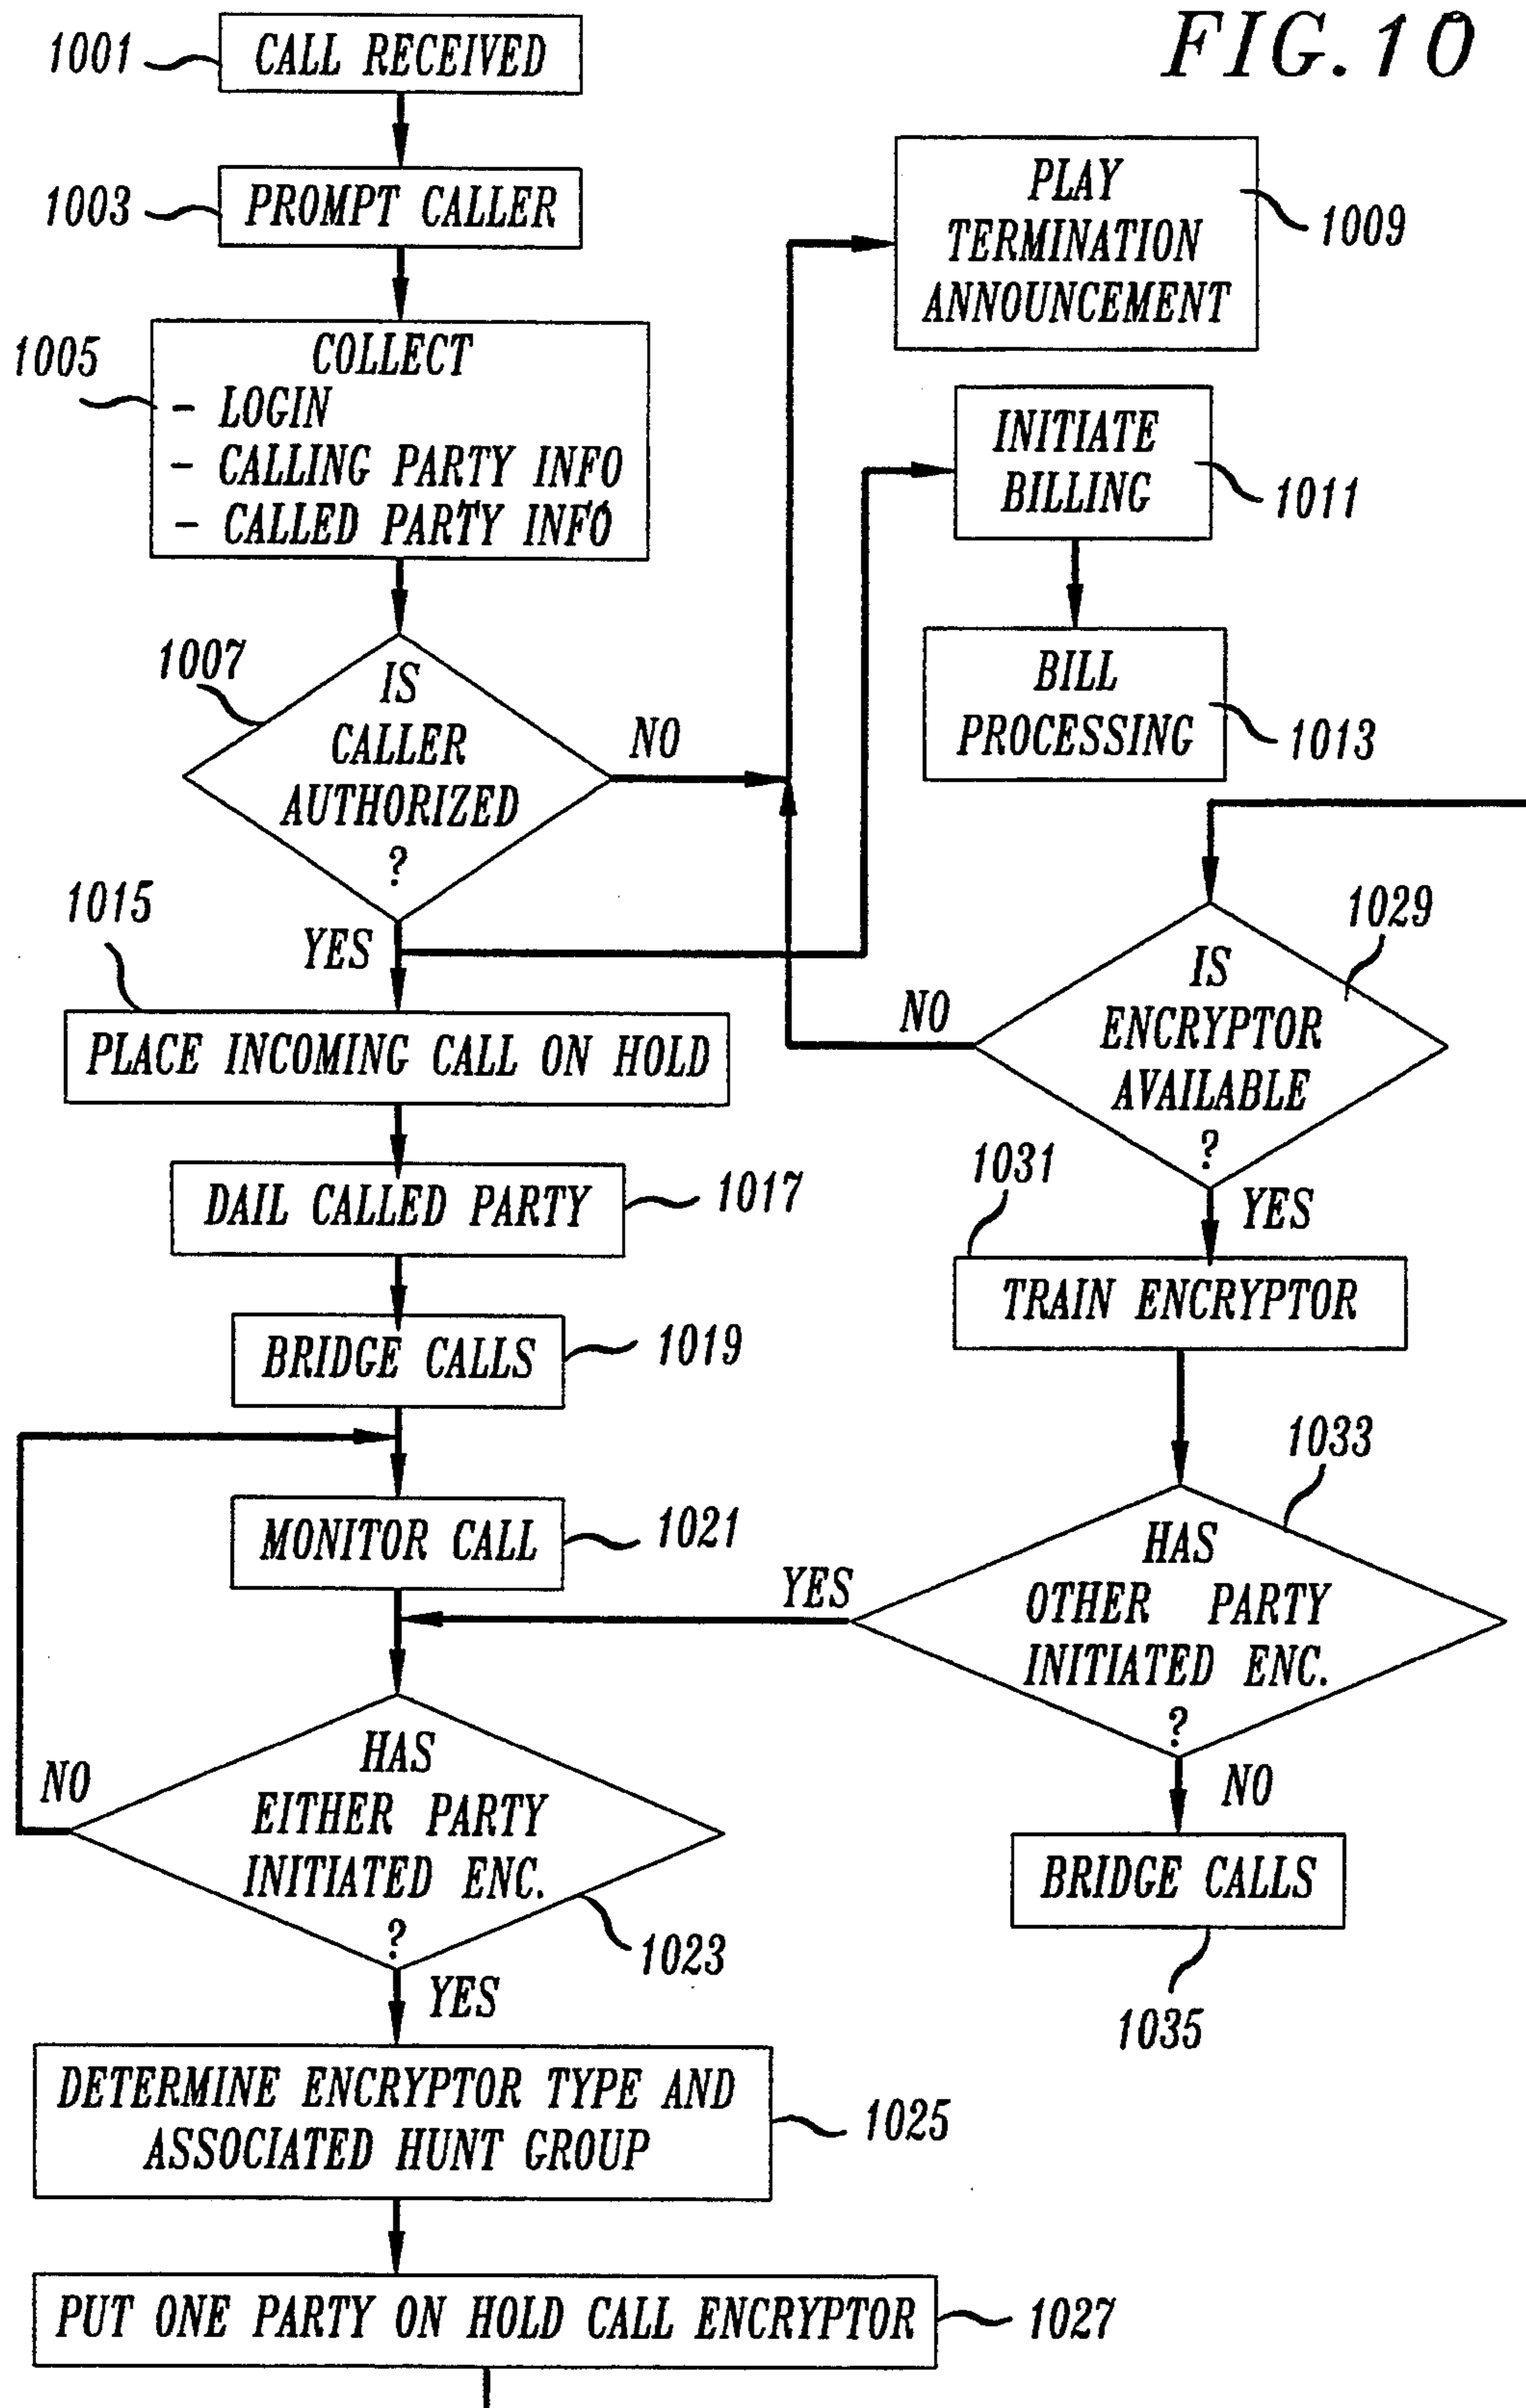 FIG. 10
1001
CALL RECEIVED
1003
PROMPT CALLER
1005
COLLECT
- LOGIN
- CALLING PARTY INFO
- CALLED PARTY INFO
1007
IS
CALLER
AUTHORIZED
?
NO
YES
PLAY
TERMINATION
ANNOUNCEMENT
1009
INITIATE
BILLING
1011
BILL
PROCESSING
1013
1015
PLACE INCOMING CALL ON HOLD
DAIL CALLED PARTY
1017
BRIDGE CALLS
1019
MONITOR CALL
1021
HAS
EITHER PARTY
INITIATED ENC.
?
NO
1023
YES
DETERMINE ENCRYPTOR TYPE AND
ASSOCIATED HUNT GROUP
1025
PUT ONE PARTY ON HOLD CALL ENCRYPTOR
1027
1029
IS
ENCRYPTOR
AVAILABLE
?
NO
YES
1031
TRAIN ENCRYPTOR
1033
HAS
OTHER PARTY
INITIATED ENC.
?
YES
NO
BRIDGE CALLS
1035